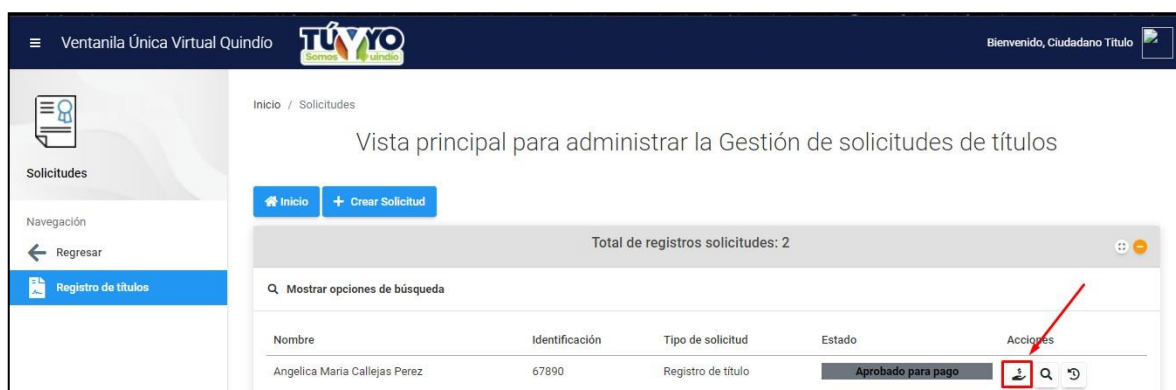 Ventanila Única Virtual Quindío
TÚ Y YO
Somos Quindío
Bienvenido, Ciudadano Titulo
Solicitudes
Navegación
Regresar
Registro de títulos
Inicio / Solicitudes
Vista principal para administrar la Gestión de solicitudes de títulos
Inicio
+ Crear Solicitud
Total de registros solicitudes: 2
Mostrar opciones de búsqueda
Nombre Identificación Tipo de solicitud Estado Acciones
Angelica Maria Callejas Perez 67890 Registro de título Aprobado para pago